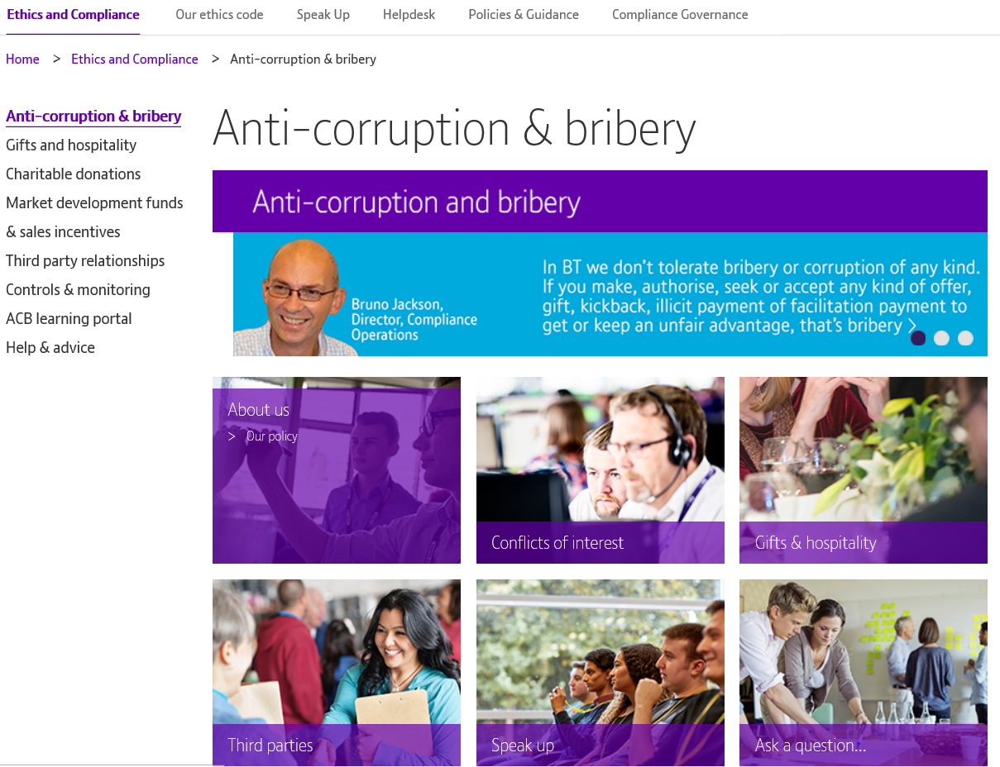 Ethics and Compliance
Our ethics code
Speak Up
Helpdesk
Policies & Guidance
Compliance Governance
Home > Ethics and Compliance > Anti-corruption & bribery
Anti-corruption & bribery
Gifts and hospitality
Charitable donations
Market development funds
& sales incentives
Third party relationships
Controls & monitoring
ACB learning portal
Help & advice
Anti-corruption & bribery
Anti-corruption and bribery
Bruno Jackson,
Director, Compliance
Operations
In BT we don't tolerate bribery or corruption of any kind.
If you make, authorise, seek or accept any kind of offer,
gift, kickback, illicit payment of facilitation payment to
get or keep an unfair advantage, that's bribery >
About us
> Our policy
Conflicts of interest
Gifts & hospitality
Third parties
Speak up
Ask a question...